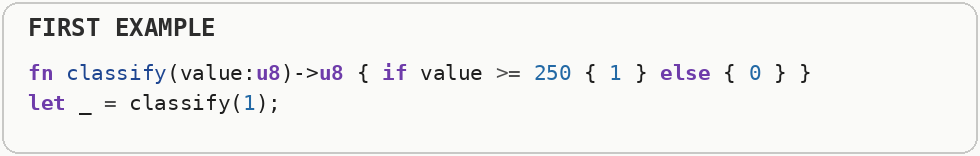 FIRST EXAMPLE
fn classify(value:u8)->u8 { if value >= 250 { 1 } else { 0 } }
let _ = classify(1);